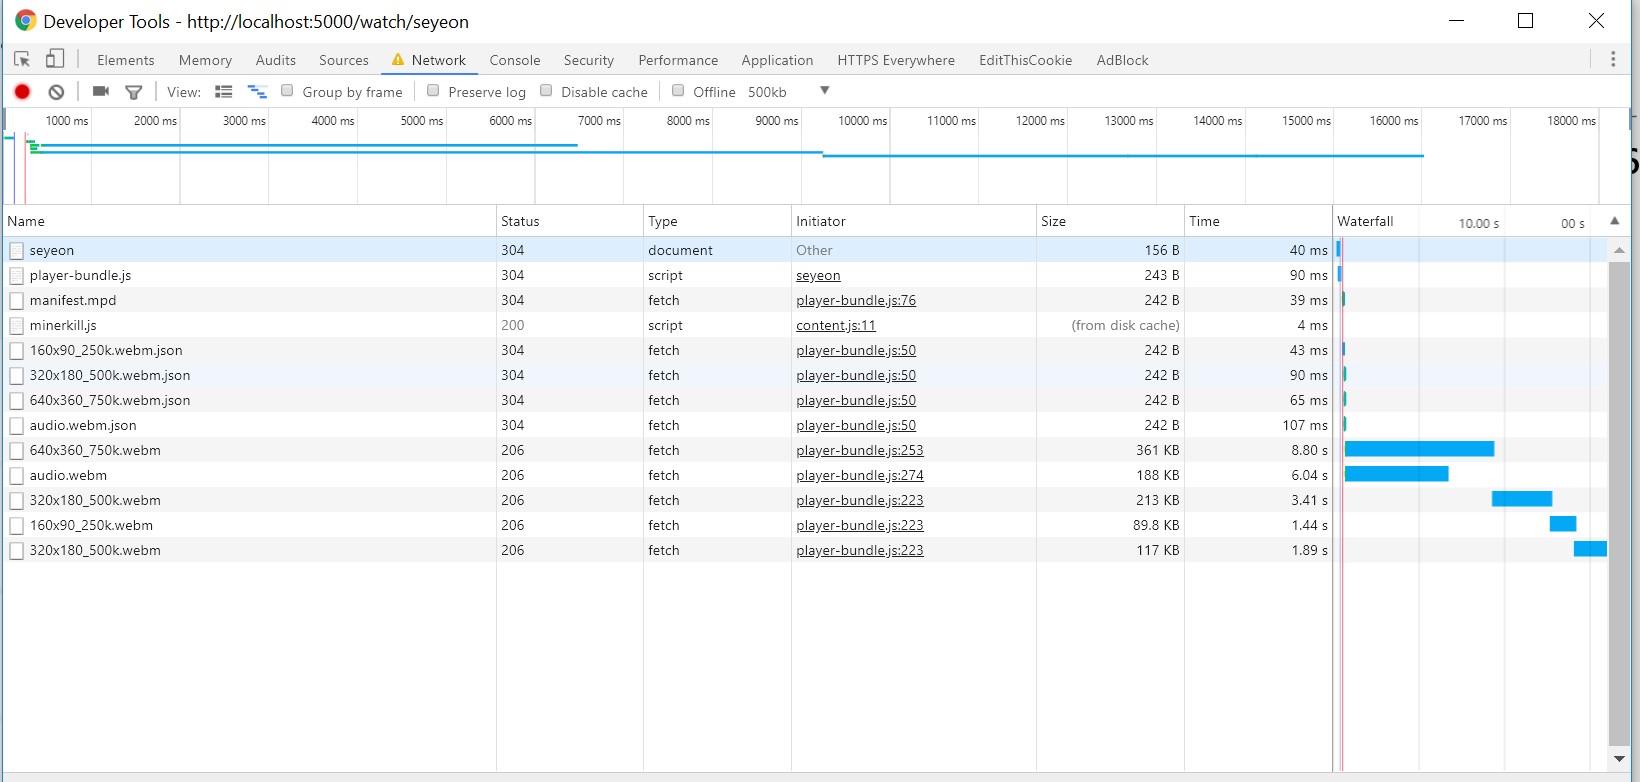 Developer Tools - http://localhost:5000/watch/seyeon
Elements Memory Audits Sources Network Console Security Performance Application HTTPS Everywhere EditThisCookie AdBlock
View: Group by frame Preserve log Disable cache Offline 500kb
1000 ms 2000 ms 3000 ms 4000 ms 5000 ms 6000 ms 7000 ms 8000 ms 9000 ms 10000 ms 11000 ms 12000 ms 13000 ms 14000 ms 15000 ms 16000 ms 17000 ms 18000 ms
Name Status Type Initiator Size Time Waterfall 10.00 s 00 s
seyeon 304 document Other 156 B 40 ms
player-bundle.js 304 script seyeon 243 B 90 ms
manifest.mpd 304 fetch player-bundle.js:76 242 B 39 ms
minerkill.js 200 script content.js:11 (from disk cache) 4 ms
160x90_250k.webm.json 304 fetch player-bundle.js:50 242 B 43 ms
320x180_500k.webm.json 304 fetch player-bundle.js:50 242 B 90 ms
640x360_750k.webm.json 304 fetch player-bundle.js:50 242 B 65 ms
audio.webm.json 304 fetch player-bundle.js:50 242 B 107 ms
640x360_750k.webm 206 fetch player-bundle.js:253 361 KB 8.80 s
audio.webm 206 fetch player-bundle.js:274 188 KB 6.04 s
320x180_500k.webm 206 fetch player-bundle.js:223 213 KB 3.41 s
160x90_250k.webm 206 fetch player-bundle.js:223 89.8 KB 1.44 s
320x180_500k.webm 206 fetch player-bundle.js:223 117 KB 1.89 s